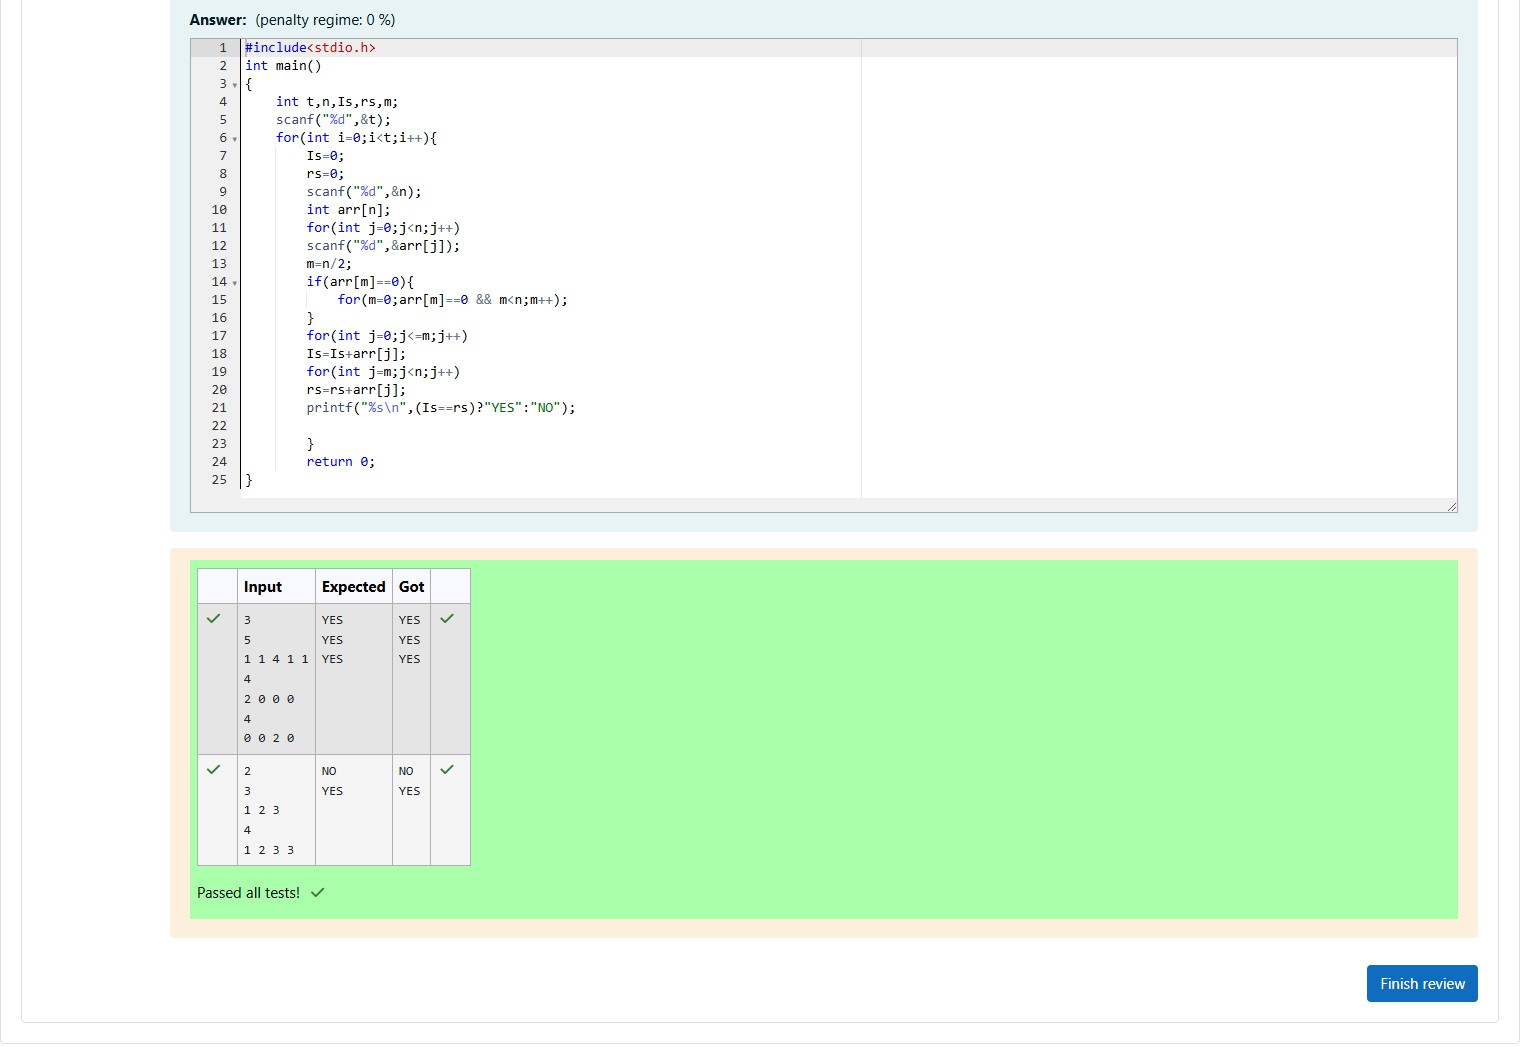 Answer: (penalty regime: 0 %)
1 #include<stdio.h>
2 int main()
3 {
4 int t,n,Is,rs,m;
5 scanf("%d",&t);
6 for(int i=0;i<t;i++){
7 Is=0;
8 rs=0;
9 scanf("%d",&n);
10 int arr[n];
11 for(int j=0;j<n;j++)
12 scanf("%d",&arr[j]);
13 m=n/2;
14 if(arr[m]==0){
15 for(m=0;arr[m]==0 && m<n;m++);
16 }
17 for(int j=0;j<=m;j++)
18 Is=Is+arr[j];
19 for(int j=m;j<n;j++)
20 rs=rs+arr[j];
21 printf("%s\n",(Is==rs)?"YES":"NO");
22
23 }
24 return 0;
25 }
Input Expected Got
3 YES YES
5 YES YES
1 1 4 1 1 YES YES
4
2 0 0 0
4
0 0 2 0
2 NO NO
3 YES YES
1 2 3
4
1 2 3 3
Passed all tests!
Finish review